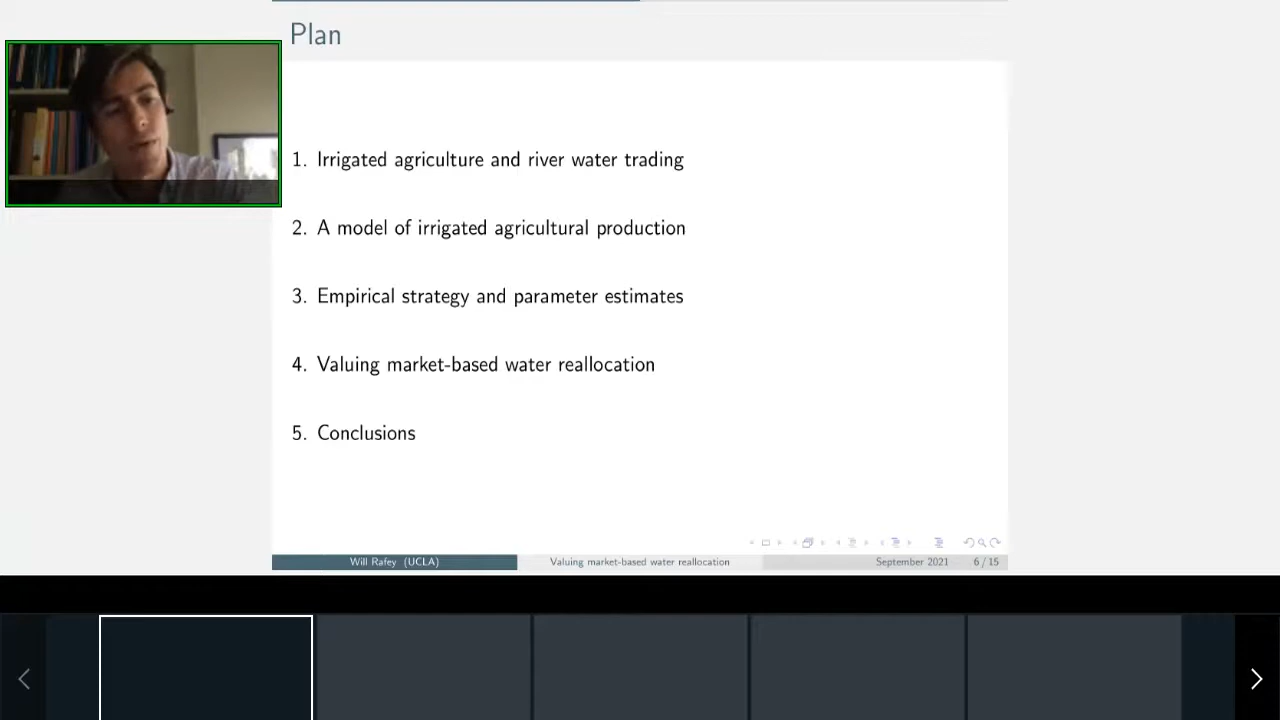 Plan
1. Irrigated agriculture and river water trading
2. A model of irrigated agricultural production
3. Empirical strategy and parameter estimates
4. Valuing market-based water reallocation
5. Conclusions
Will Rafey (UCLA) Valuing market-based water reallocation September 2021 6 / 15